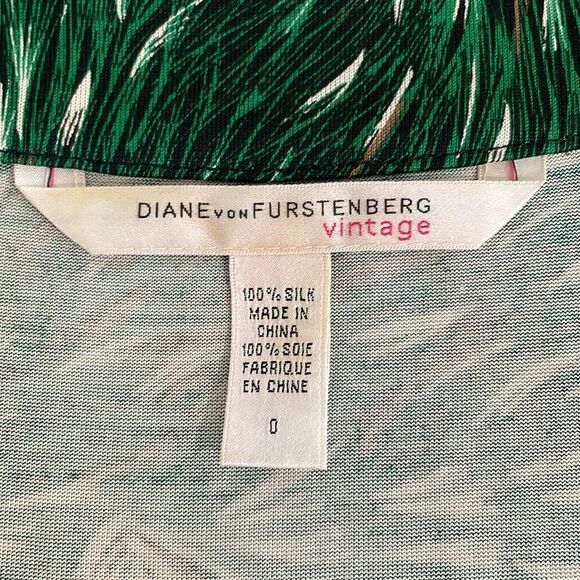 DIANE VON FURSTENBERG
vintage
100% SILK
MADE IN
CHINA
100% SOIE
FABRIQUE
EN CHINE
0